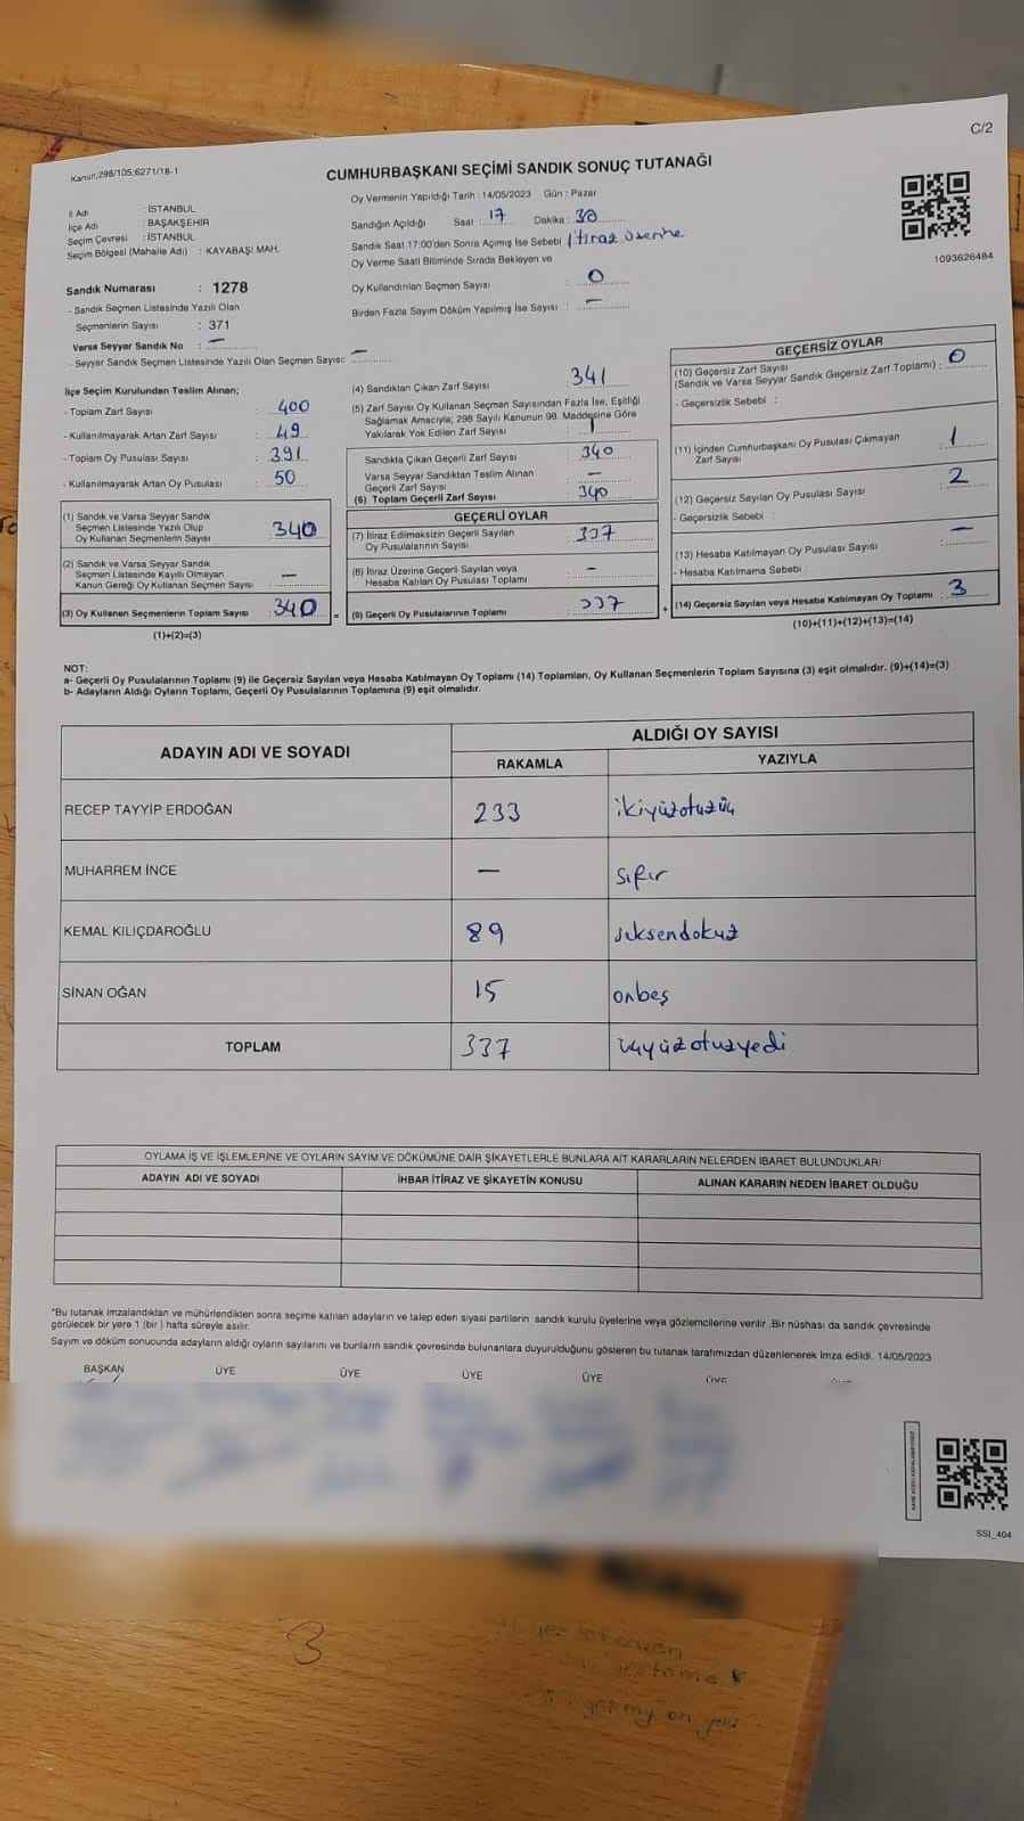 C/2
Kanun:298/105;6271/18-1
CUMHURBAŞKANI SEÇİMİ SANDIK SONUÇ TUTANAĞI
Oy Vermenin Yapıldığı Tarih : 14/05/2023 Gün : Pazar
İl Adı : İSTANBUL
İlçe Adı : BAŞAKŞEHİR
Seçim Çevresi : İSTANBUL
Seçim Bölgesi (Mahalle Adı) : KAYABAŞI MAH.
Sandığın Açıldığı Saat : 17 Dakika : 30
Sandık Saat 17:00'den Sonra Açılmış İse Sebebi itiraz üzerine
Oy Verme Saati Bitiminde Sırada Bekleyen ve
Oy Kullandırılan Seçmen Sayısı : 0
Birden Fazla Sayım Döküm Yapılmış İse Sayısı : —
1093626484
Sandık Numarası : 1278
- Sandık Seçmen Listesinde Yazılı Olan
Seçmenlerin Sayısı : 371
Varsa Seyyar Sandık No : —
- Seyyar Sandık Seçmen Listesinde Yazılı Olan Seçmen Sayısı: —
İlçe Seçim Kurulundan Teslim Alınan;
- Toplam Zarf Sayısı : 400
- Kullanılmayarak Artan Zarf Sayısı : 49
- Toplam Oy Pusulası Sayısı : 391
- Kullanılmayarak Artan Oy Pusulası : 50
(1) Sandık ve Varsa Seyyar Sandık
Seçmen Listesinde Yazılı Olup
Oy Kullanan Seçmenlerin Sayısı : 340
(2) Sandık ve Varsa Seyyar Sandık
Seçmen Listesinde Kayıtlı Olmayan
Kanun Gereği Oy Kullanan Seçmen Sayısı : —
(3) Oy Kullanan Seçmenlerin Toplam Sayısı : 340 =
(1)+(2)=(3)
(4) Sandıktan Çıkan Zarf Sayısı : 341
(5) Zarf Sayısı Oy Kullanan Seçmen Sayısından Fazla İse, Eşitliği
Sağlamak Amacıyla; 298 Sayılı Kanunun 98. Maddesine Göre
Yakılarak Yok Edilen Zarf Sayısı : 1
Sandıkta Çıkan Geçerli Zarf Sayısı : 340
Varsa Seyyar Sandıktan Teslim Alınan
Geçerli Zarf Sayısı : —
(6) Toplam Geçerli Zarf Sayısı : 340
GEÇERLİ OYLAR
(7) İtiraz Edilmeksizin Geçerli Sayılan
Oy Pusulalarının Sayısı : 337
(8) İtiraz Üzerine Geçerli Sayılan veya
Hesaba Katılan Oy Pusulası Toplamı : —
(9) Geçerli Oy Pusulalarının Toplamı : 337 +
GEÇERSİZ OYLAR
(10) Geçersiz Zarf Sayısı
(Sandık ve Varsa Seyyar Sandık Geçersiz Zarf Toplamı) : 0
- Geçersizlik Sebebi :
(11) İçinden Cumhurbaşkanı Oy Pusulası Çıkmayan
Zarf Sayısı : 1
(12) Geçersiz Sayılan Oy Pusulası Sayısı : 2
- Geçersizlik Sebebi :
(13) Hesaba Katılmayan Oy Pusulası Sayısı : —
- Hesaba Katılmama Sebebi :
(14) Geçersiz Sayılan veya Hesaba Katılmayan Oy Toplamı : 3
(10)+(11)+(12)+(13)=(14)
NOT:
a- Geçerli Oy Pusulalarının Toplamı (9) ile Geçersiz Sayılan veya Hesaba Katılmayan Oy Toplamı (14) Toplamları, Oy Kullanan Seçmenlerin Toplam Sayısına (3) eşit olmalıdır. (9)+(14)=(3)
b- Adayların Aldığı Oyların Toplamı, Geçerli Oy Pusulalarının Toplamına (9) eşit olmalıdır.
ADAYIN ADI VE SOYADI
ALDIĞI OY SAYISI
RAKAMLA YAZIYLA
RECEP TAYYİP ERDOĞAN 233 ikiyüzotuzüç
MUHARREM İNCE — sıfır
KEMAL KILIÇDAROĞLU 89 seksendokuz
SİNAN OĞAN 15 onbeş
TOPLAM 337 üçyüzotuzyedi
OYLAMA İŞ VE İŞLEMLERİNE VE OYLARIN SAYIM VE DÖKÜMÜNE DAİR ŞİKAYETLERLE BUNLARA AİT KARARLARIN NELERDEN İBARET BULUNDUKLARI
ADAYIN ADI VE SOYADI İHBAR İTİRAZ VE ŞİKAYETİN KONUSU ALINAN KARARIN NEDEN İBARET OLDUĞU
*Bu tutanak imzalandıktan ve mühürlendikten sonra seçime katılan adayların ve talep eden siyasi partilerin sandık kurulu üyelerine veya gözlemcilerine verilir. Bir nüshası da sandık çevresinde
görülecek bir yere 1 (bir) hafta süreyle asılır.
Sayım ve döküm sonucunda adayların aldığı oyların sayılarını ve bunların sandık çevresinde bulunanlara duyurulduğunu gösteren bu tutanak tarafımızdan düzenlenerek imza edildi. 14/05/2023
BAŞKAN ÜYE ÜYE ÜYE ÜYE ÜYE
SSI_404
3